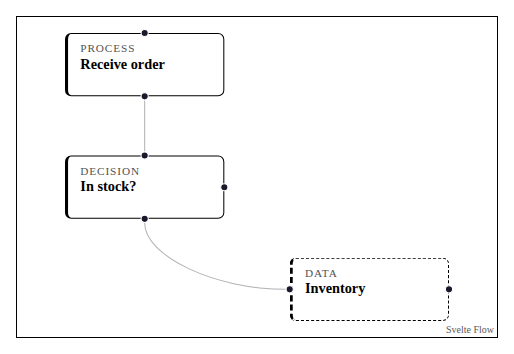 PROCESS
Receive order
DECISION
In stock?
DATA
Inventory
Svelte Flow